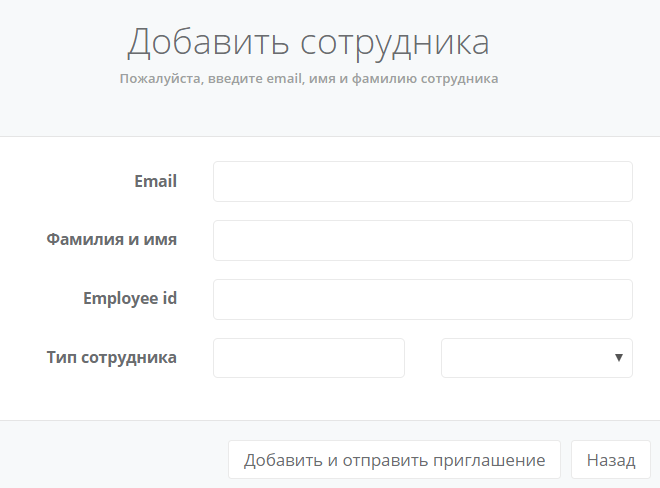 Добавить сотрудника
Пожалуйста, введите email, имя и фамилию сотрудника
Email
Фамилия и имя
Employee id
Тип сотрудника
Добавить и отправить приглашение Назад